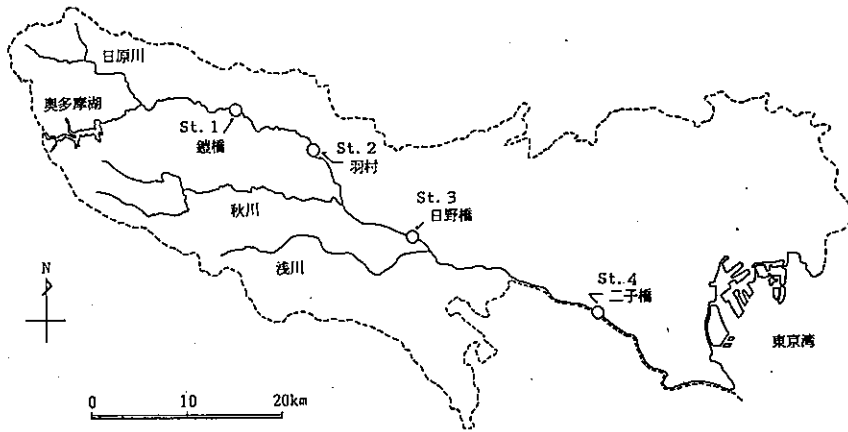 日原川
奥多摩湖
St.1
鎧橋
St.2
羽村
St.3
日野橋
秋川
浅川
N
St.4
二子橋
東京湾
0 10 20km